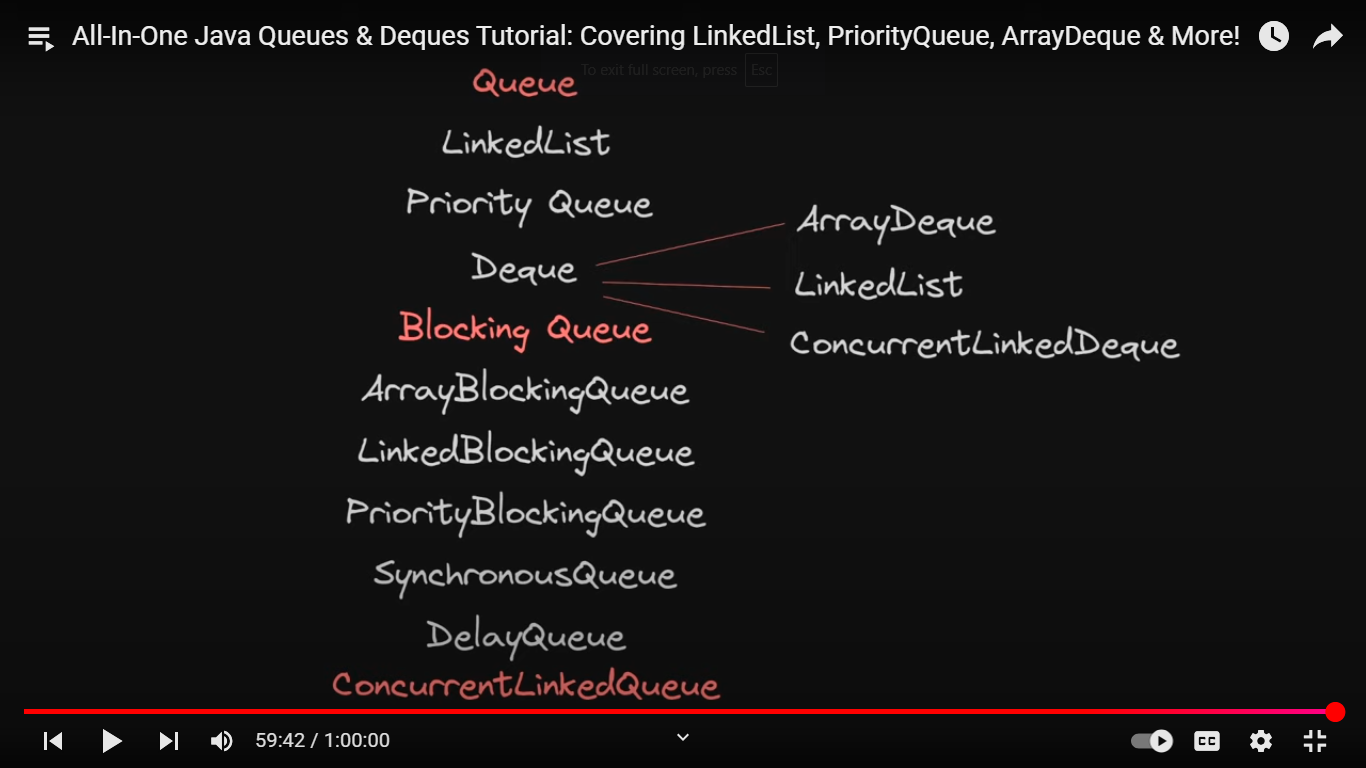 All-In-One Java Queues & Deques Tutorial: Covering LinkedList, PriorityQueue, ArrayDeque & More!
To exit full screen, press Esc
Queue
LinkedList
Priority Queue
Deque
ArrayDeque
LinkedList
ConcurrentLinkedDeque
Blocking Queue
ArrayBlockingQueue
LinkedBlockingQueue
PriorityBlockingQueue
SynchronousQueue
DelayQueue
ConcurrentLinkedQueue
59:42 / 1:00:00
CC